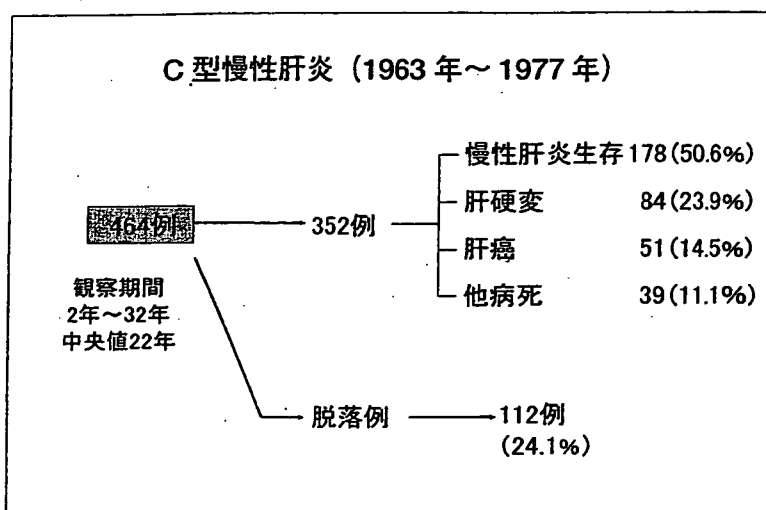 C型慢性肝炎（1963年～1977年）
464例
352例
慢性肝炎生存 178(50.6%)
肝硬変 84(23.9%)
肝癌 51(14.5%)
他病死 39(11.1%)
観察期間
2年～32年
中央値22年
脱落例
112例
(24.1%)